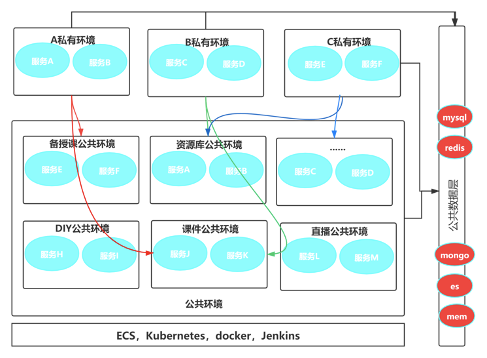 A私有环境
服务A
服务B
B私有环境
服务C
服务D
C私有环境
服务E
服务F
备授课公共环境
服务E
服务F
资源库公共环境
服务A
服务B
......
服务C
服务D
DIY公共环境
服务H
服务I
课件公共环境
服务J
服务K
直播公共环境
服务L
服务M
公共环境
ECS，Kubernetes，docker，Jenkins
mysql
redis
公共数据层
mongo
es
mem